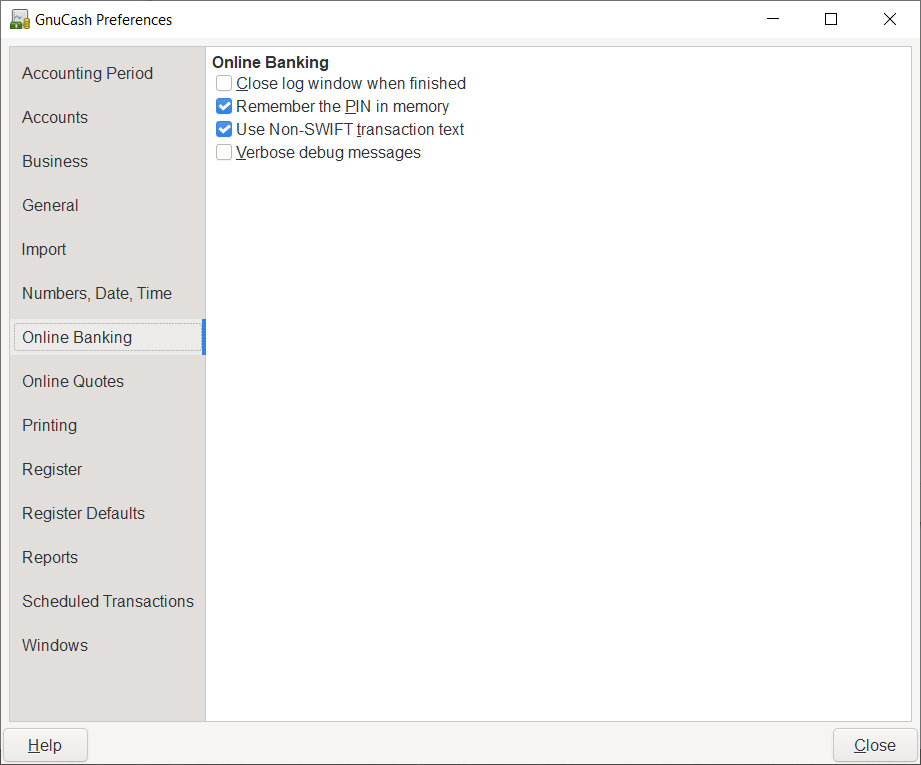 GnuCash Preferences
Accounting Period
Accounts
Business
General
Import
Numbers, Date, Time
Online Banking
Online Quotes
Printing
Register
Register Defaults
Reports
Scheduled Transactions
Windows
Online Banking
Close log window when finished
Remember the PIN in memory
Use Non-SWIFT transaction text
Verbose debug messages
Help
Close